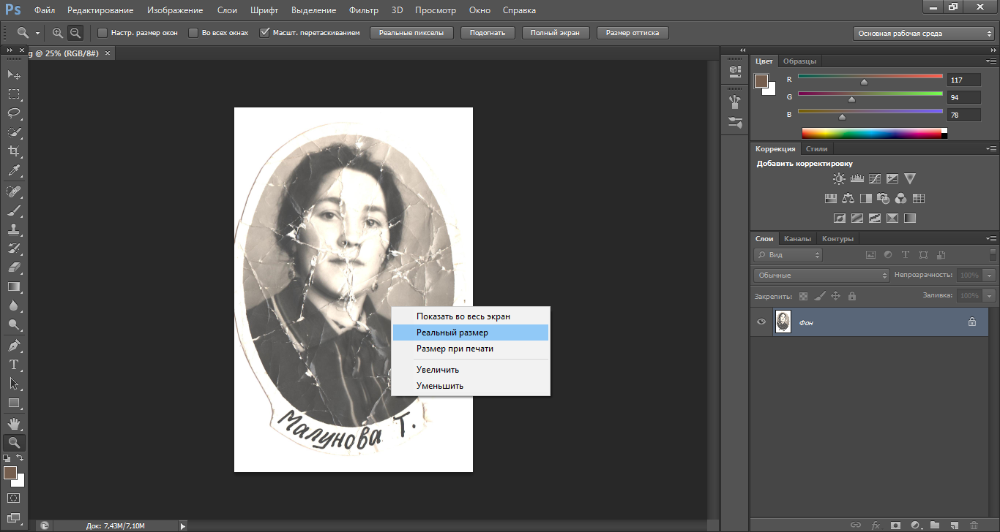 Ps Файл Редактирование Изображение Слои Шрифт Выделение Фильтр 3D Просмотр Окно Справка
Настр. размер окон Во всех окнах Масшт. перетаскиванием Реальные пикселы Подогнать Полный экран Размер оттиска Основная рабочая среда
g @ 25% (RGB/8#) ×
Цвет Образцы
R 117
G 94
B 78
Коррекция Стили
Добавить корректировку
Слои Каналы Контуры
Вид
Обычные Непрозрачность: 100%
Закрепить: Заливка: 100%
Фон
Показать во весь экран
Реальный размер
Размер при печати
Увеличить
Уменьшить
Малунова Т.
Док: 7,43M/7,10M